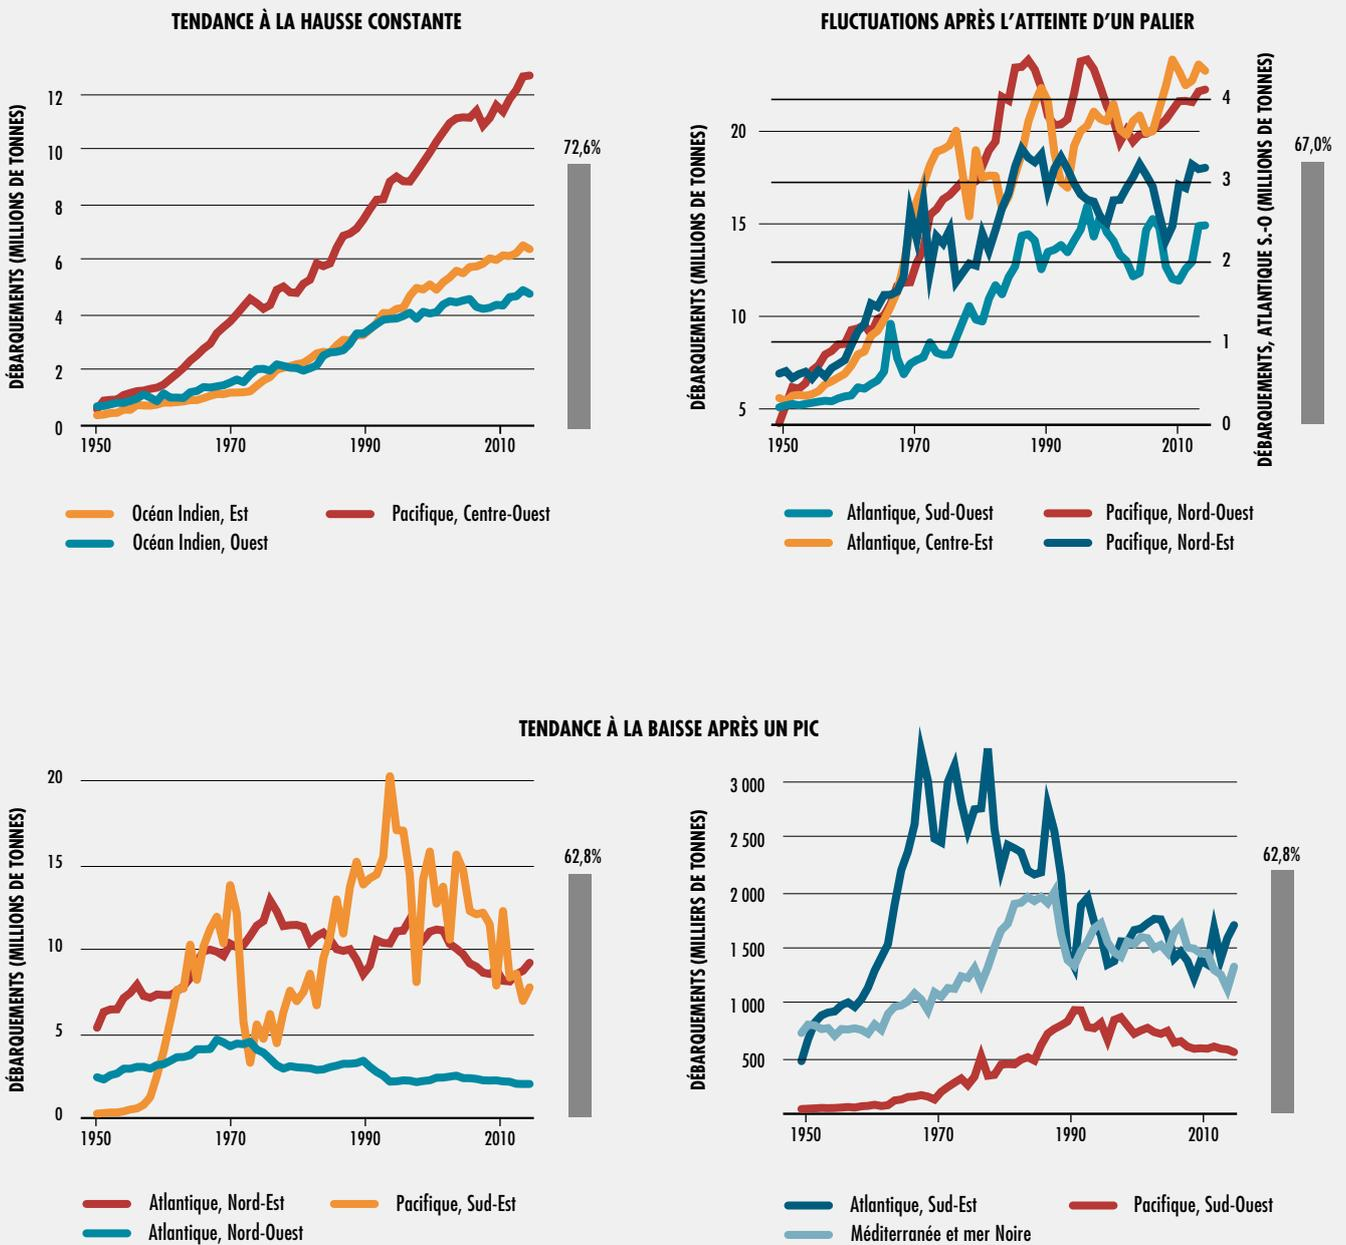 TENDANCE À LA HAUSSE CONSTANTE
DÉBARQUEMENTS (MILLIONS DE TONNES)
12
10
8
6
4
2
0
1950 1970 1990 2010
72,6%
Océan Indien, Est
Pacifique, Centre-Ouest
Océan Indien, Ouest
FLUCTUATIONS APRÈS L'ATTEINTE D'UN PALIER
DÉBARQUEMENTS (MILLIONS DE TONNES)
20
15
10
5
4
3
2
1
0
DÉBARQUEMENTS, ATLANTIQUE S.-O (MILLIONS DE TONNES)
1950 1970 1990 2010
67,0%
Atlantique, Sud-Ouest
Pacifique, Nord-Ouest
Atlantique, Centre-Est
Pacifique, Nord-Est
TENDANCE À LA BAISSE APRÈS UN PIC
DÉBARQUEMENTS (MILLIONS DE TONNES)
20
15
10
5
0
1950 1970 1990 2010
62,8%
Atlantique, Nord-Est
Pacifique, Sud-Est
Atlantique, Nord-Ouest
DÉBARQUEMENTS (MILLIERS DE TONNES)
3 000
2 500
2 000
1 500
1 000
500
1950 1970 1990 2010
62,8%
Atlantique, Sud-Est
Pacifique, Sud-Ouest
Méditerranée et mer Noire